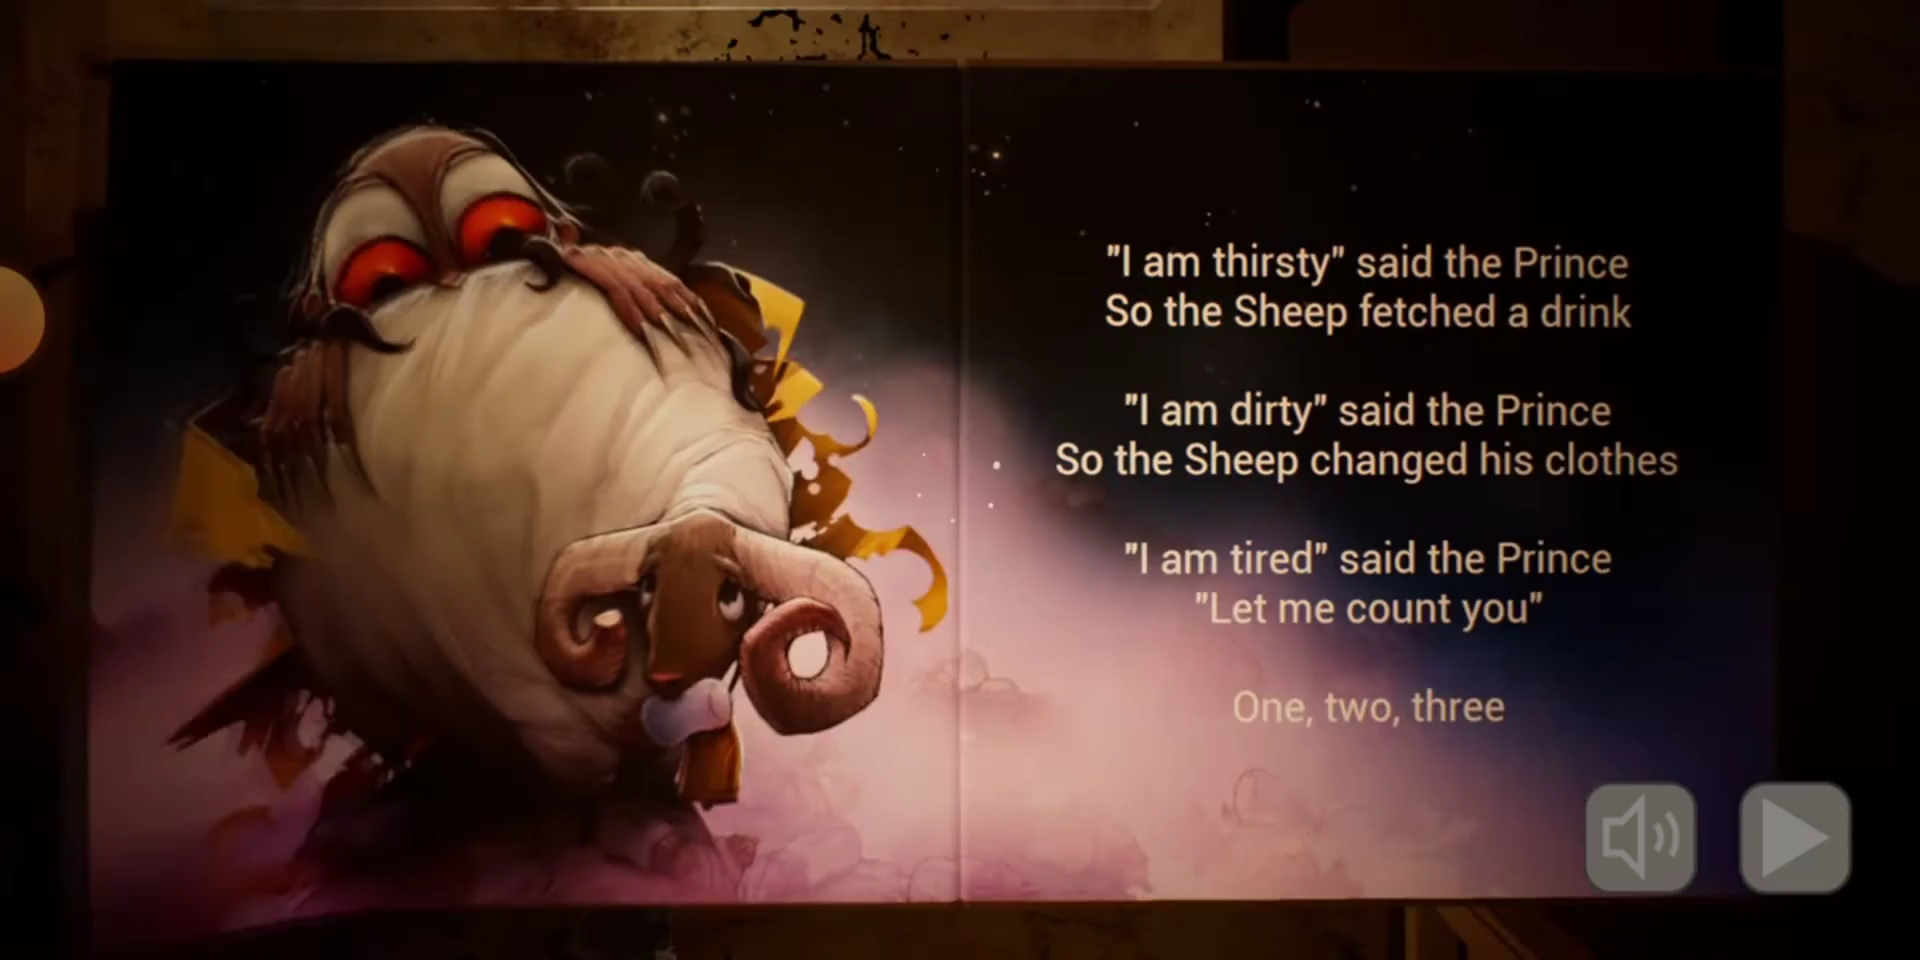 "I am thirsty" said the Prince
So the Sheep fetched a drink
"I am dirty" said the Prince
So the Sheep changed his clothes
"I am tired" said the Prince
"Let me count you"
One, two, three